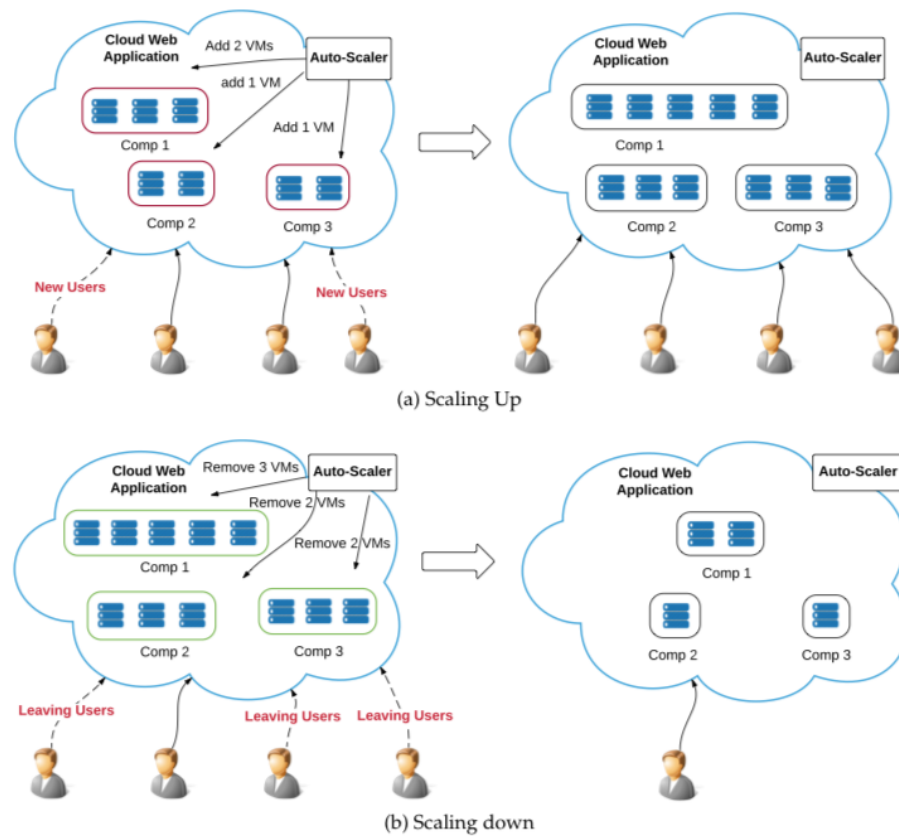 Cloud Web
Application
Add 2 VMs
Auto-Scaler
add 1 VM
Add 1 VM
Comp 1
Comp 2
Comp 3
New Users
New Users
Cloud Web
Application
Auto-Scaler
Comp 1
Comp 2
Comp 3
(a) Scaling Up
Cloud Web
Application
Remove 3 VMs
Auto-Scaler
Remove 2 VMs
Remove 2 VMs
Comp 1
Comp 2
Comp 3
Leaving Users
Leaving Users
Leaving Users
Cloud Web
Application
Auto-Scaler
Comp 1
Comp 2
Comp 3
(b) Scaling down